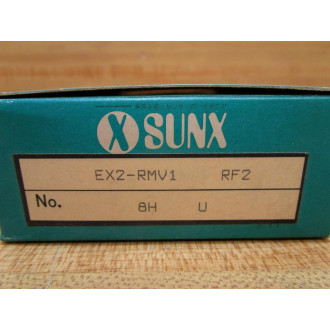 SUNX
EX2-RMV1 RF2
No. 8H U